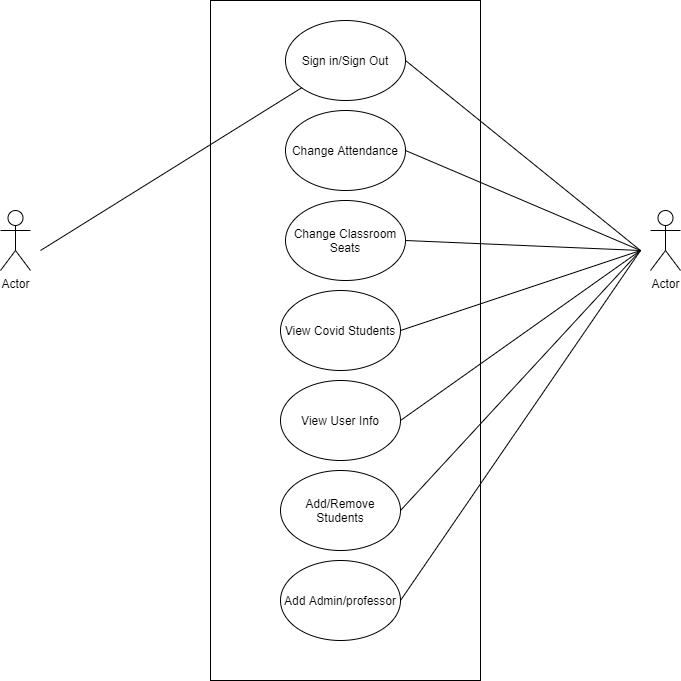 Sign in/Sign Out
Change Attendance
Change Classroom
Seats
Actor
Actor
View Covid Students
View User Info
Add/Remove
Students
Add Admin/professor